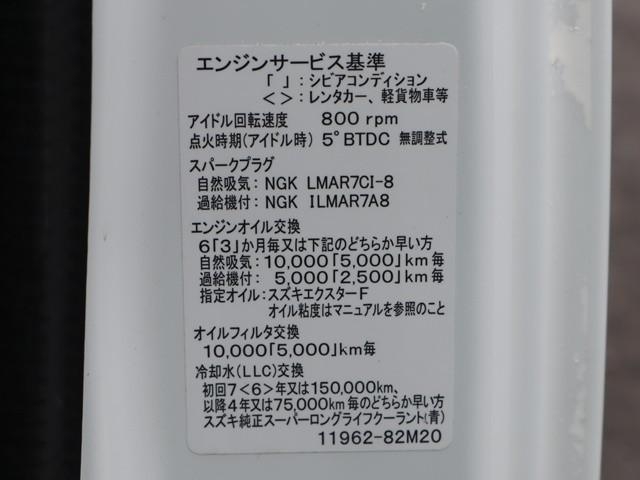 エンジンサービス基準
「 」：シビアコンディション
＜ ＞：レンタカー、軽貨物車等
アイドル回転速度 800 rpm
点火時期(アイドル時) 5°BTDC 無調整式
スパークプラグ
自然吸気：NGK LMAR7CI-8
過給機付：NGK ILMAR7A8
エンジンオイル交換
6「3」か月毎又は下記のどちらか早い方
自然吸気：10,000「5,000」km毎
過給機付： 5,000「2,500」km毎
指定オイル：スズキエクスターF
オイル粘度はマニュアルを参照のこと
オイルフィルタ交換
10,000「5,000」km毎
冷却水(LLC)交換
初回7＜6＞年又は150,000km、
以降4年又は75,000km毎のどちらか早い方
スズキ純正スーパーロングライフクーラント(青)
11962-82M20